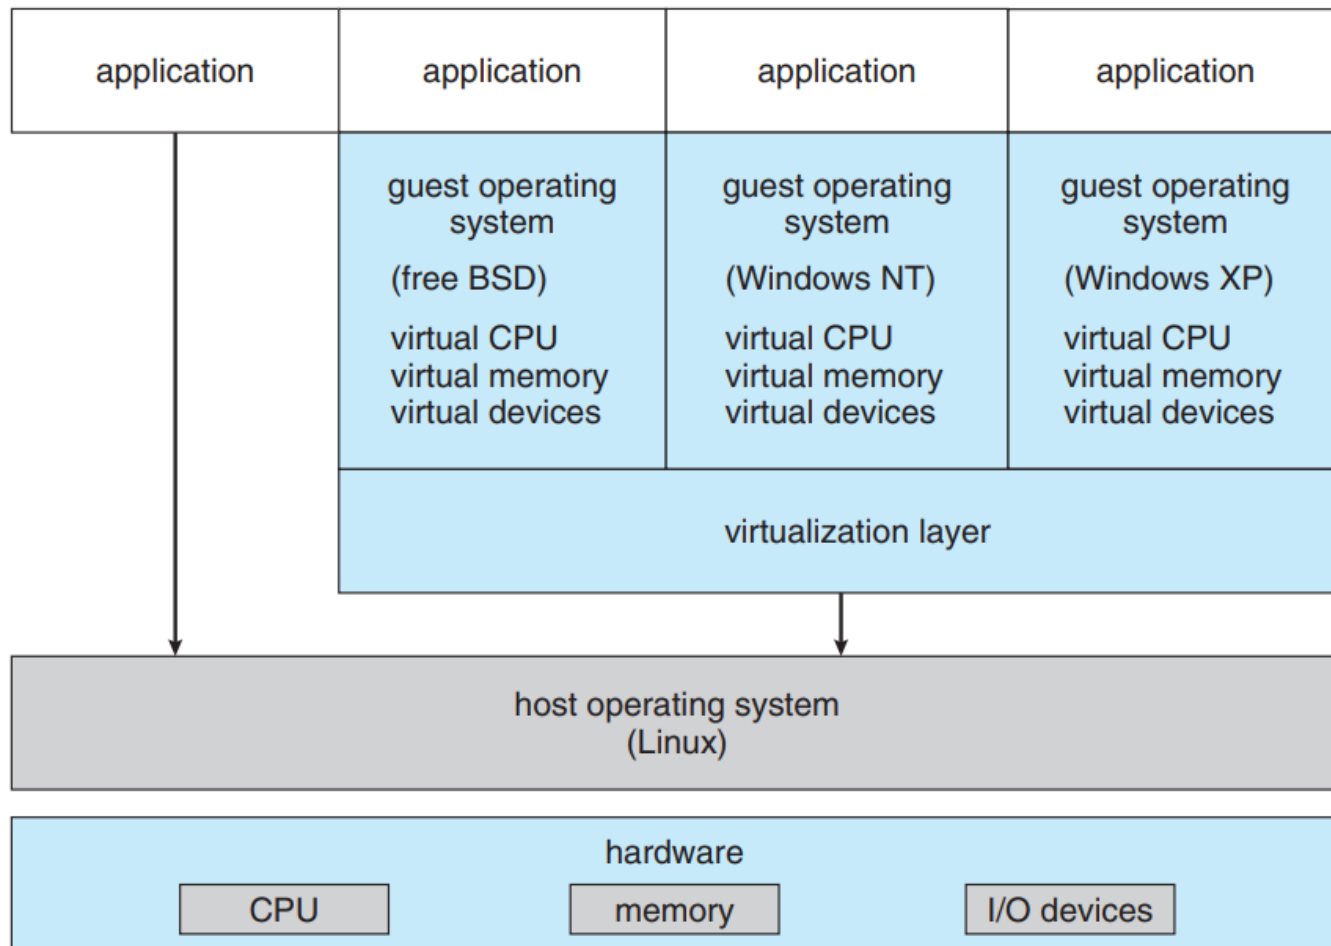 application
application
application
application
guest operating
system
(free BSD)
virtual CPU
virtual memory
virtual devices
guest operating
system
(Windows NT)
virtual CPU
virtual memory
virtual devices
guest operating
system
(Windows XP)
virtual CPU
virtual memory
virtual devices
virtualization layer
host operating system
(Linux)
hardware
CPU
memory
I/O devices